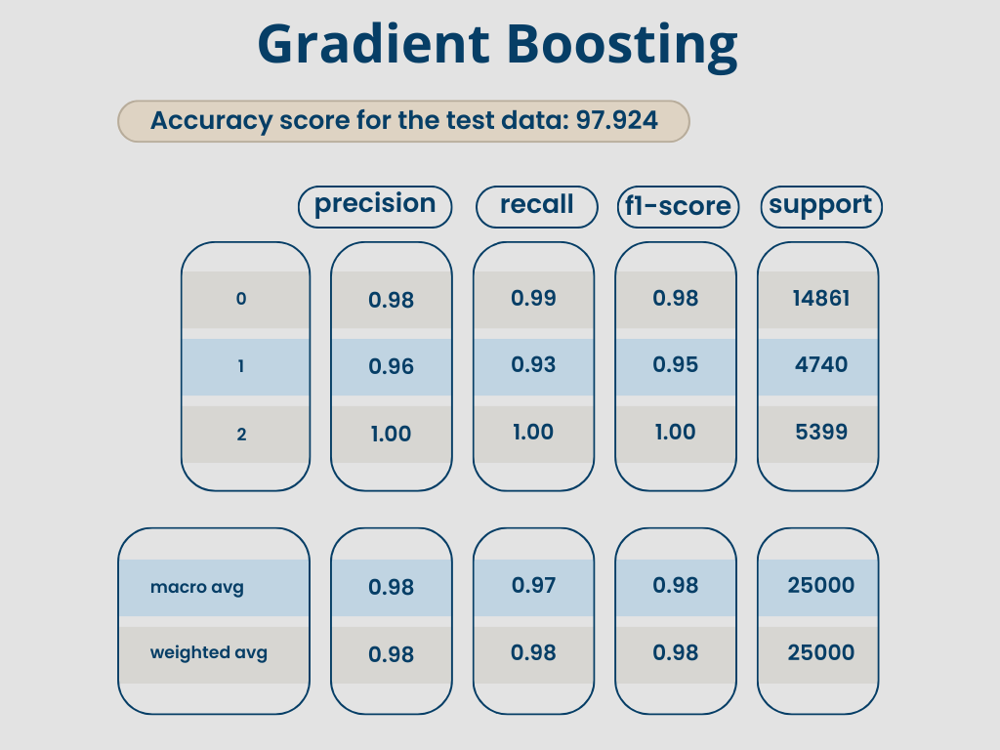 Gradient Boosting
Accuracy score for the test data: 97.924
precision recall f1-score support
0 0.98 0.99 0.98 14861
1 0.96 0.93 0.95 4740
2 1.00 1.00 1.00 5399
macro avg 0.98 0.97 0.98 25000
weighted avg 0.98 0.98 0.98 25000